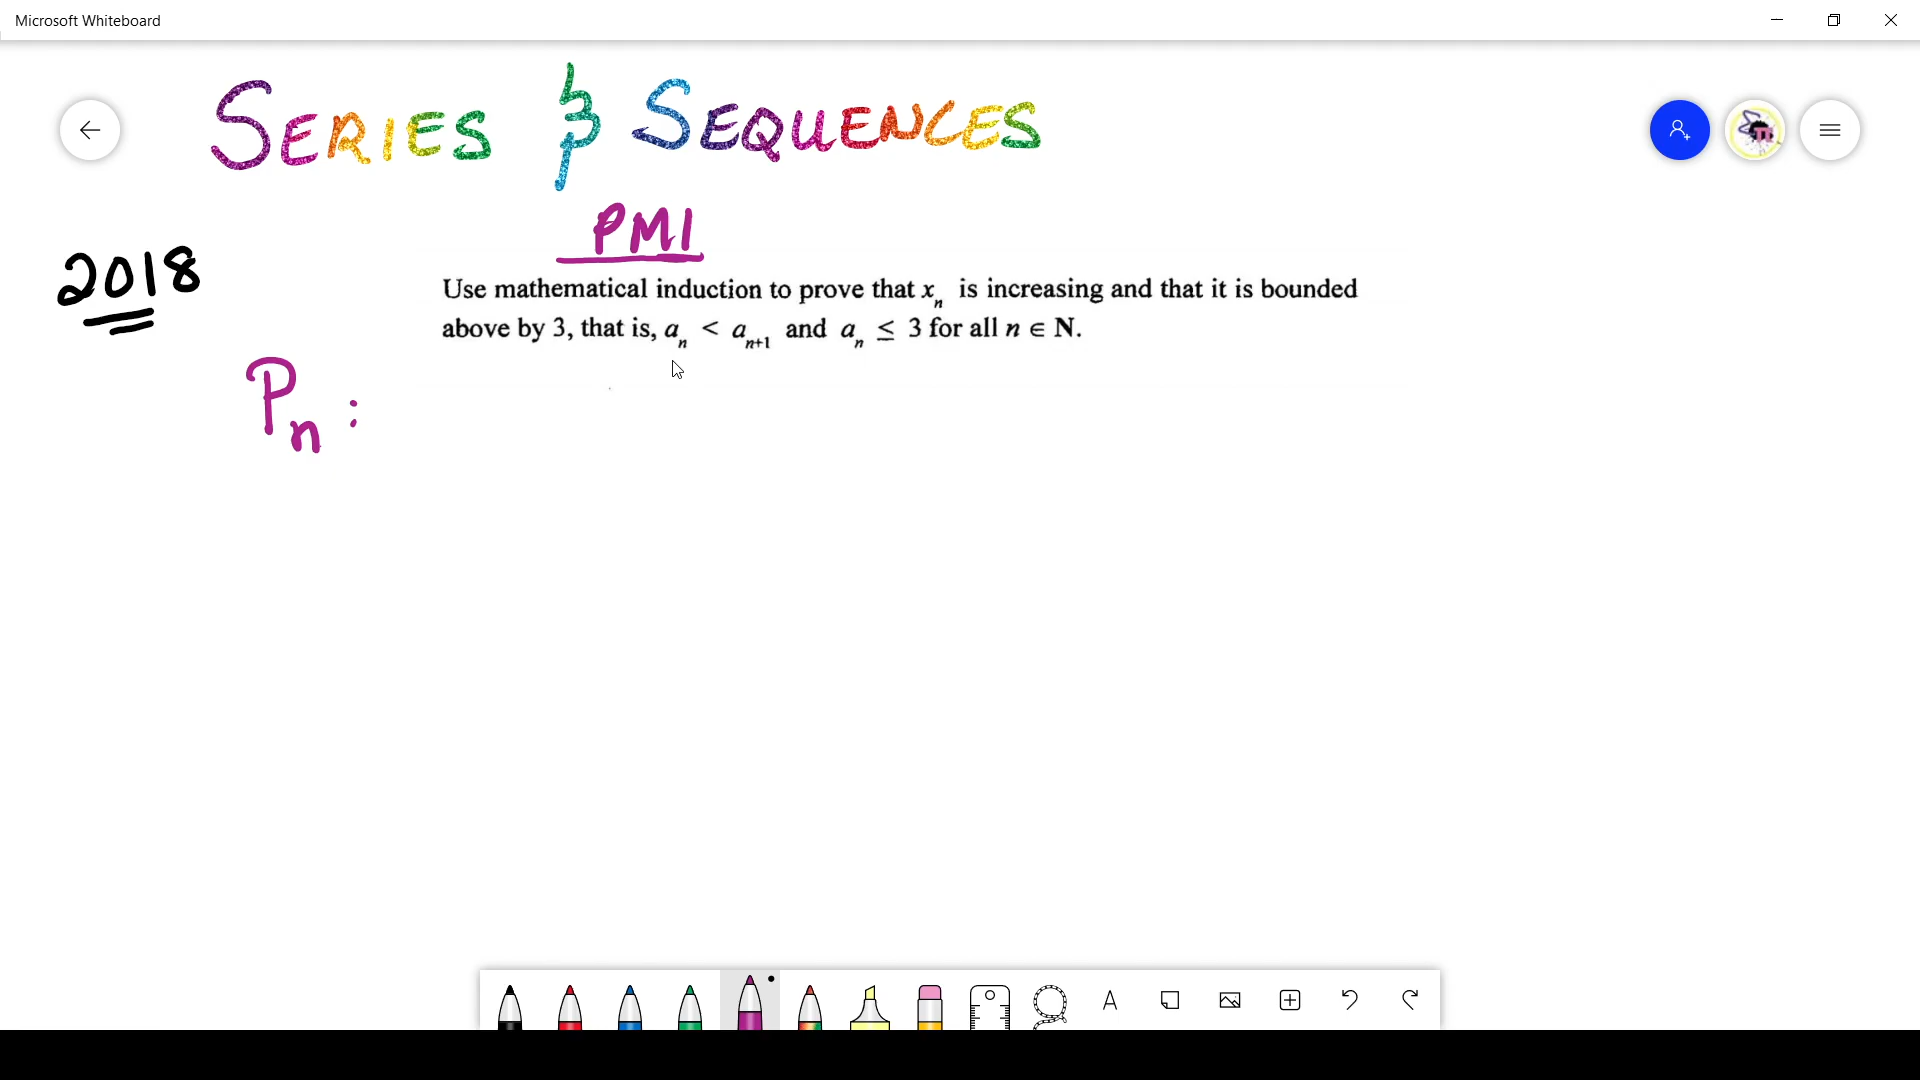 Microsoft Whiteboard
SERIES & SEQUENCES
PMI
2018
Use mathematical induction to prove that xₙ is increasing and that it is bounded
above by 3, that is, aₙ < aₙ₊₁ and aₙ ≤ 3 for all n ∈ N.
Pₙ :